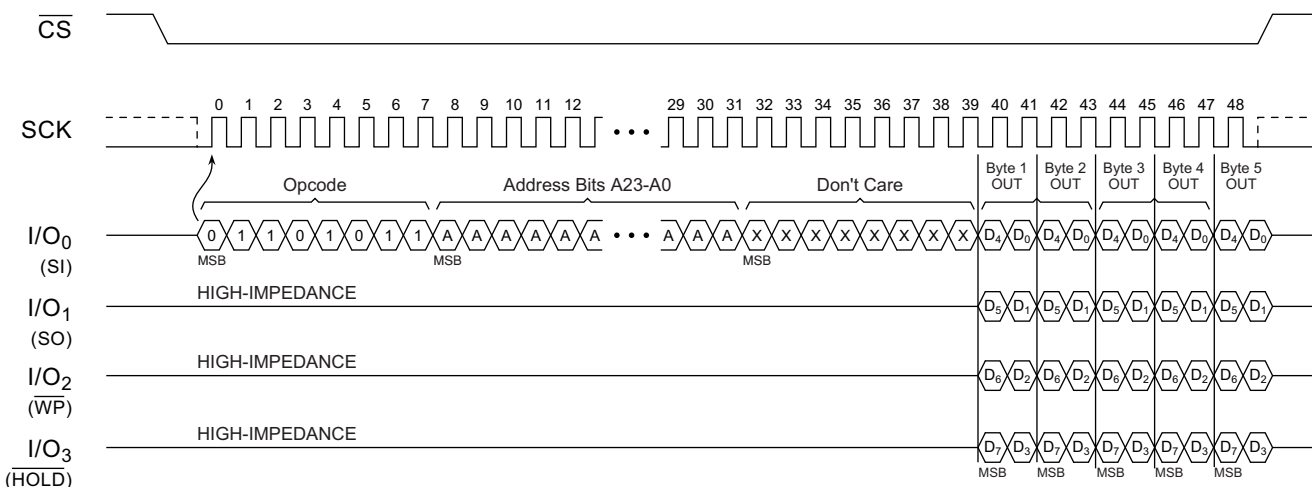 CS
SCK
0 1 2 3 4 5 6 7 8 9 10 11 12 29 30 31 32 33 34 35 36 37 38 39 40 41 42 43 44 45 46 47 48
Opcode
Address Bits A23-A0
Don't Care
Byte 1
OUT
Byte 2
OUT
Byte 3
OUT
Byte 4
OUT
Byte 5
OUT
I/O0
(SI)
0 1 1 0 1 0 1 1 A A A A A A • • • A A A X X X X X X X X D4 D0 D4 D0 D4 D0 D4 D0 D4 D0
MSB MSB MSB
I/O1
(SO)
HIGH-IMPEDANCE
D5 D1 D5 D1 D5 D1 D5 D1 D5 D1
I/O2
(WP)
HIGH-IMPEDANCE
D6 D2 D6 D2 D6 D2 D6 D2 D6 D2
I/O3
(HOLD)
HIGH-IMPEDANCE
D7 D3 D7 D3 D7 D3 D7 D3 D7 D3
MSB MSB MSB MSB MSB